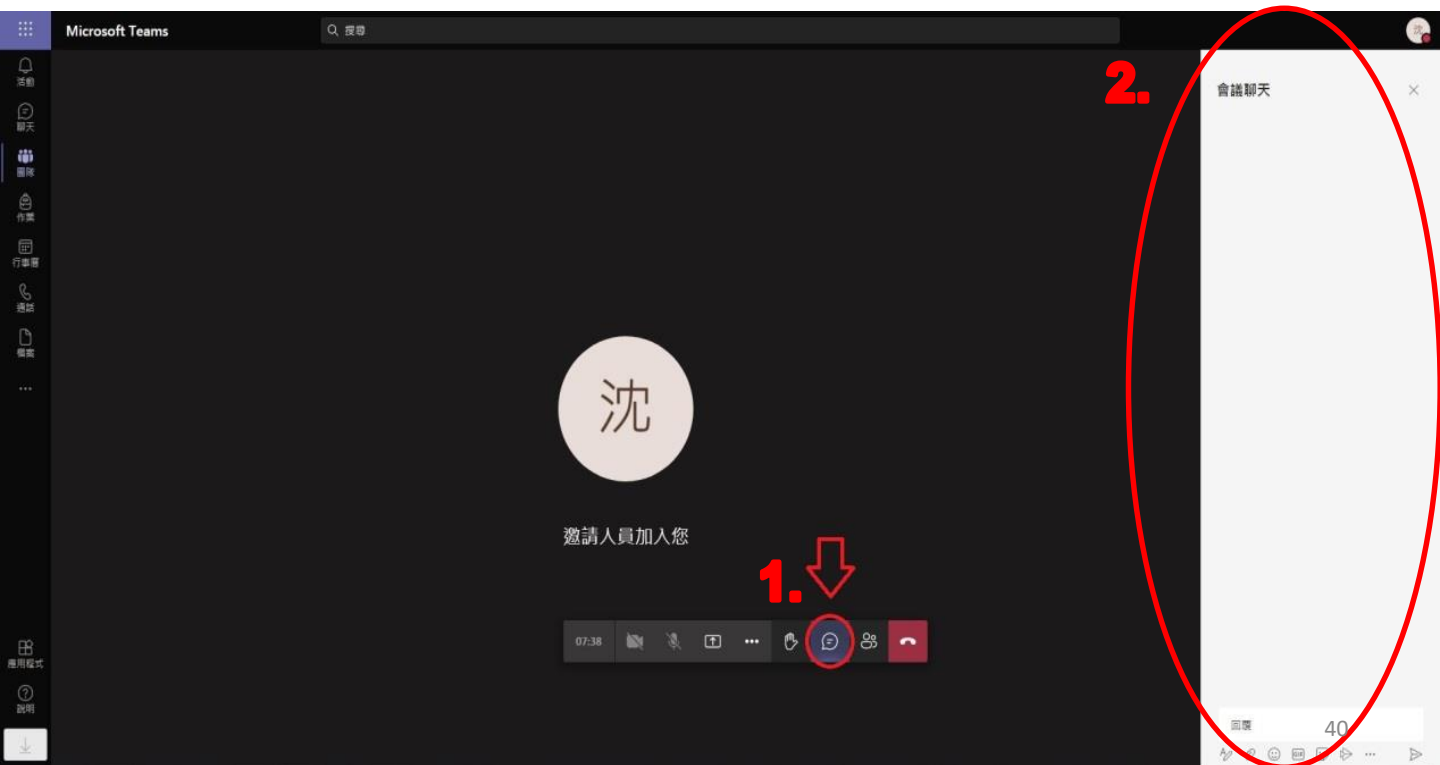 Microsoft Teams
搜尋
活動
聊天
團隊
作業
行事曆
通話
檔案
應用程式
說明
沈
邀請人員加入您
1.
07:38
2.
會議聊天
回覆
40
GIF